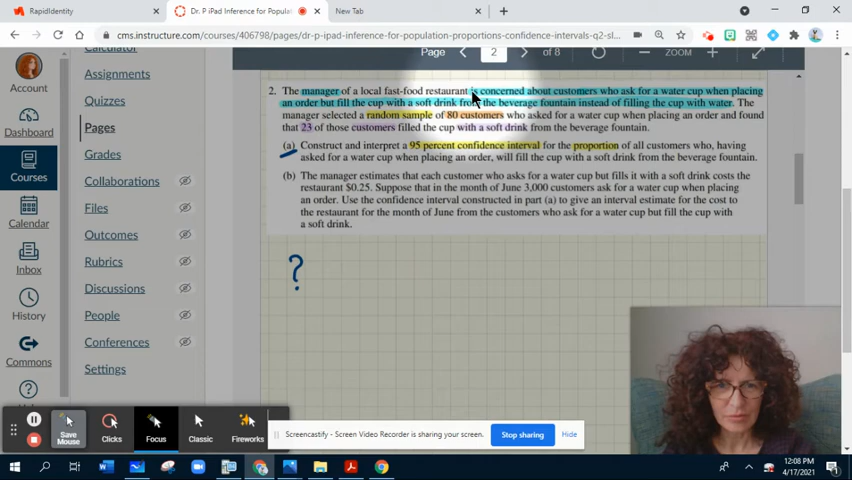 RapidIdentity
Dr. P iPad Inference for Popula
New Tab
cms.instructure.com/courses/406798/pages/dr-p-ipad-inference-for-population-proportions-confidence-intervals-q2-sl
Page 2 of 8 ZOOM
Account
Dashboard
Courses
Calendar
Inbox
History
Commons
Help
Calculator
Assignments
Quizzes
Pages
Grades
Collaborations
Files
Outcomes
Rubrics
Discussions
People
Conferences
Settings
2. The manager of a local fast-food restaurant is concerned about customers who ask for a water cup when placing
an order but fill the cup with a soft drink from the beverage fountain instead of filling the cup with water. The
manager selected a random sample of 80 customers who asked for a water cup when placing an order and found
that 23 of those customers filled the cup with a soft drink from the beverage fountain.
(a) Construct and interpret a 95 percent confidence interval for the proportion of all customers who, having
asked for a water cup when placing an order, will fill the cup with a soft drink from the beverage fountain.
(b) The manager estimates that each customer who asks for a water cup but fills it with a soft drink costs the
restaurant $0.25. Suppose that in the month of June 3,000 customers ask for a water cup when placing
an order. Use the confidence interval constructed in part (a) to give an interval estimate for the cost to
the restaurant for the month of June from the customers who ask for a water cup but fill the cup with
a soft drink.
?
Save Mouse
Clicks
Focus
Classic
Fireworks
Screencastify - Screen Video Recorder is sharing your screen.
Stop sharing
Hide
12:08 PM
4/17/2021